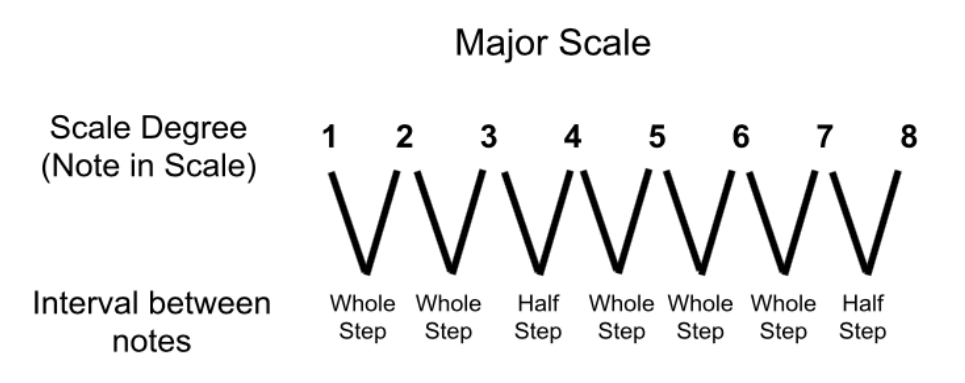 Major Scale
Scale Degree
(Note in Scale)
1 2 3 4 5 6 7 8
Interval between
notes
Whole Step
Whole Step
Half Step
Whole Step
Whole Step
Whole Step
Half Step